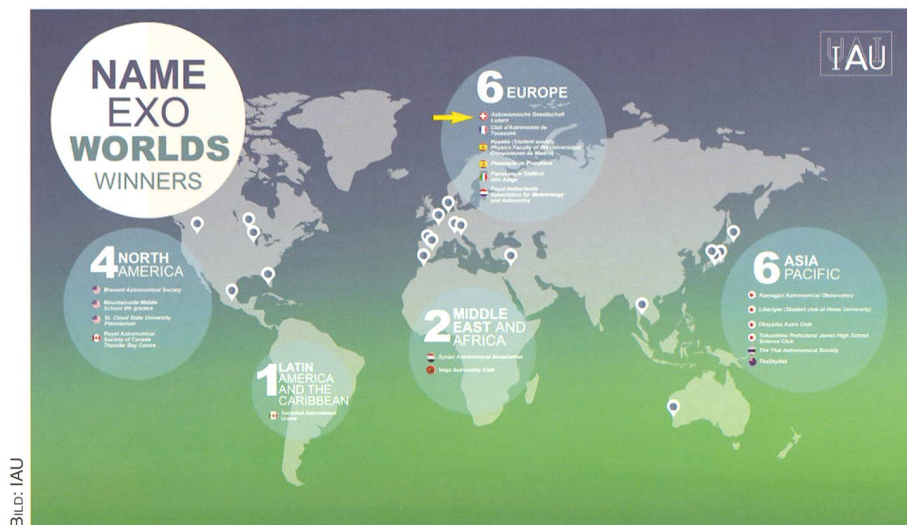 NAME
EXO
WORLDS
WINNERS
IAU
6 EUROPE
Astronomische Gesellschaft
Luzern
Club d'Astronomie de
Toussaint
Hypatia (Student society,
Physics Faculty of the Universidad
Complutense de Madrid)
Planetario de Pamplona
Planetarium Südtirol
Alto Adige
Royal Netherlands
Association for Meteorology
and Astronomy
4 NORTH
AMERICA
Brevard Astronomical Society
Mountainside Middle
School 8th graders
St. Cloud State University
Planetarium
Royal Astronomical
Society of Canada
Thunder Bay Centre
1 LATIN
AMERICA
AND THE
CARIBBEAN
Sociedad Astronomica
Urania
2 MIDDLE
EAST AND
AFRICA
Syrian Astronomical Association
Vega Astronomy Club
6 ASIA
PACIFIC
Kamagari Astronomical Observatory
Libertyer (Student club at Hosei University)
Okayama Astro Club
Tokushima Prefectural Jonan High School
Science Club
The Thai Astronomical Society
TheSkyNet
BILD: IAU